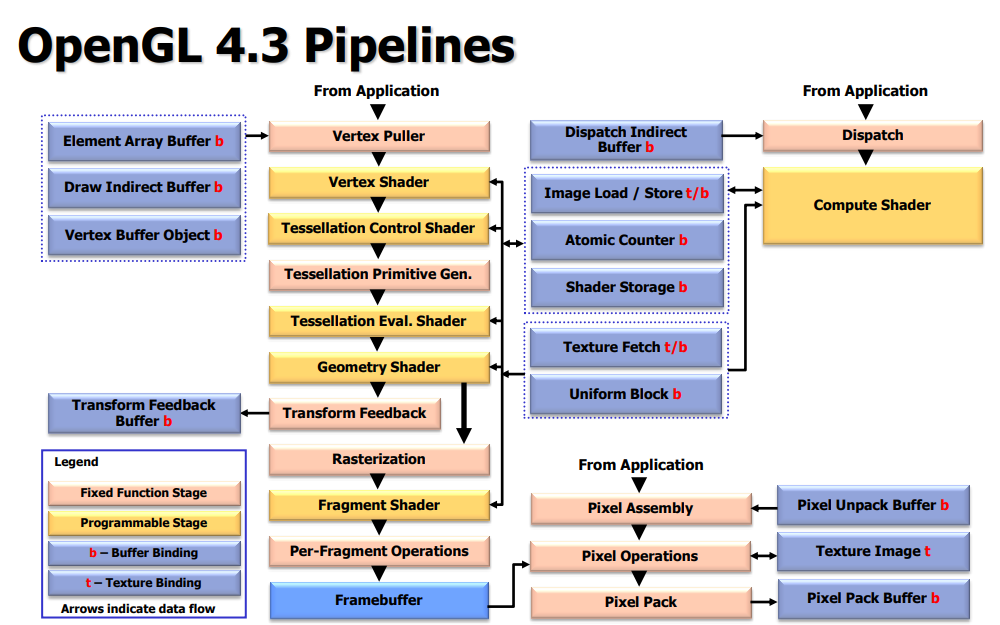 OpenGL 4.3 Pipelines
From Application
Vertex Puller
Vertex Shader
Tessellation Control Shader
Tessellation Primitive Gen.
Tessellation Eval. Shader
Geometry Shader
Transform Feedback
Rasterization
Fragment Shader
Per-Fragment Operations
Framebuffer
Element Array Buffer b
Draw Indirect Buffer b
Vertex Buffer Object b
Transform Feedback
Buffer b
Legend
Fixed Function Stage
Programmable Stage
b – Buffer Binding
t – Texture Binding
Arrows indicate data flow
From Application
Dispatch Indirect
Buffer b
Dispatch
Image Load / Store t/b
Atomic Counter b
Shader Storage b
Compute Shader
Texture Fetch t/b
Uniform Block b
From Application
Pixel Assembly
Pixel Operations
Pixel Pack
Pixel Unpack Buffer b
Texture Image t
Pixel Pack Buffer b